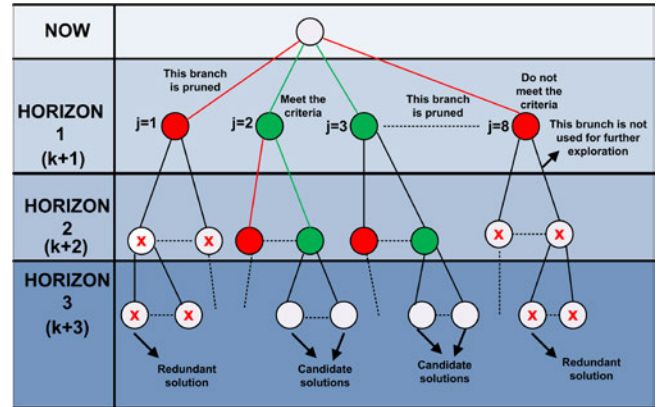 NOW
HORIZON
1
(k+1)
This branch
is pruned
Meet the
criteria
This branch
is pruned
Do not
meet the
criteria
j=1
j=2
j=3
j=8
This brunch is not
used for further
exploration
HORIZON
2
(k+2)
x
x
x
x
HORIZON
3
(k+3)
x
x
x
x
Redundant
solution
Candidate
solutions
Candidate
solutions
Redundant
solution